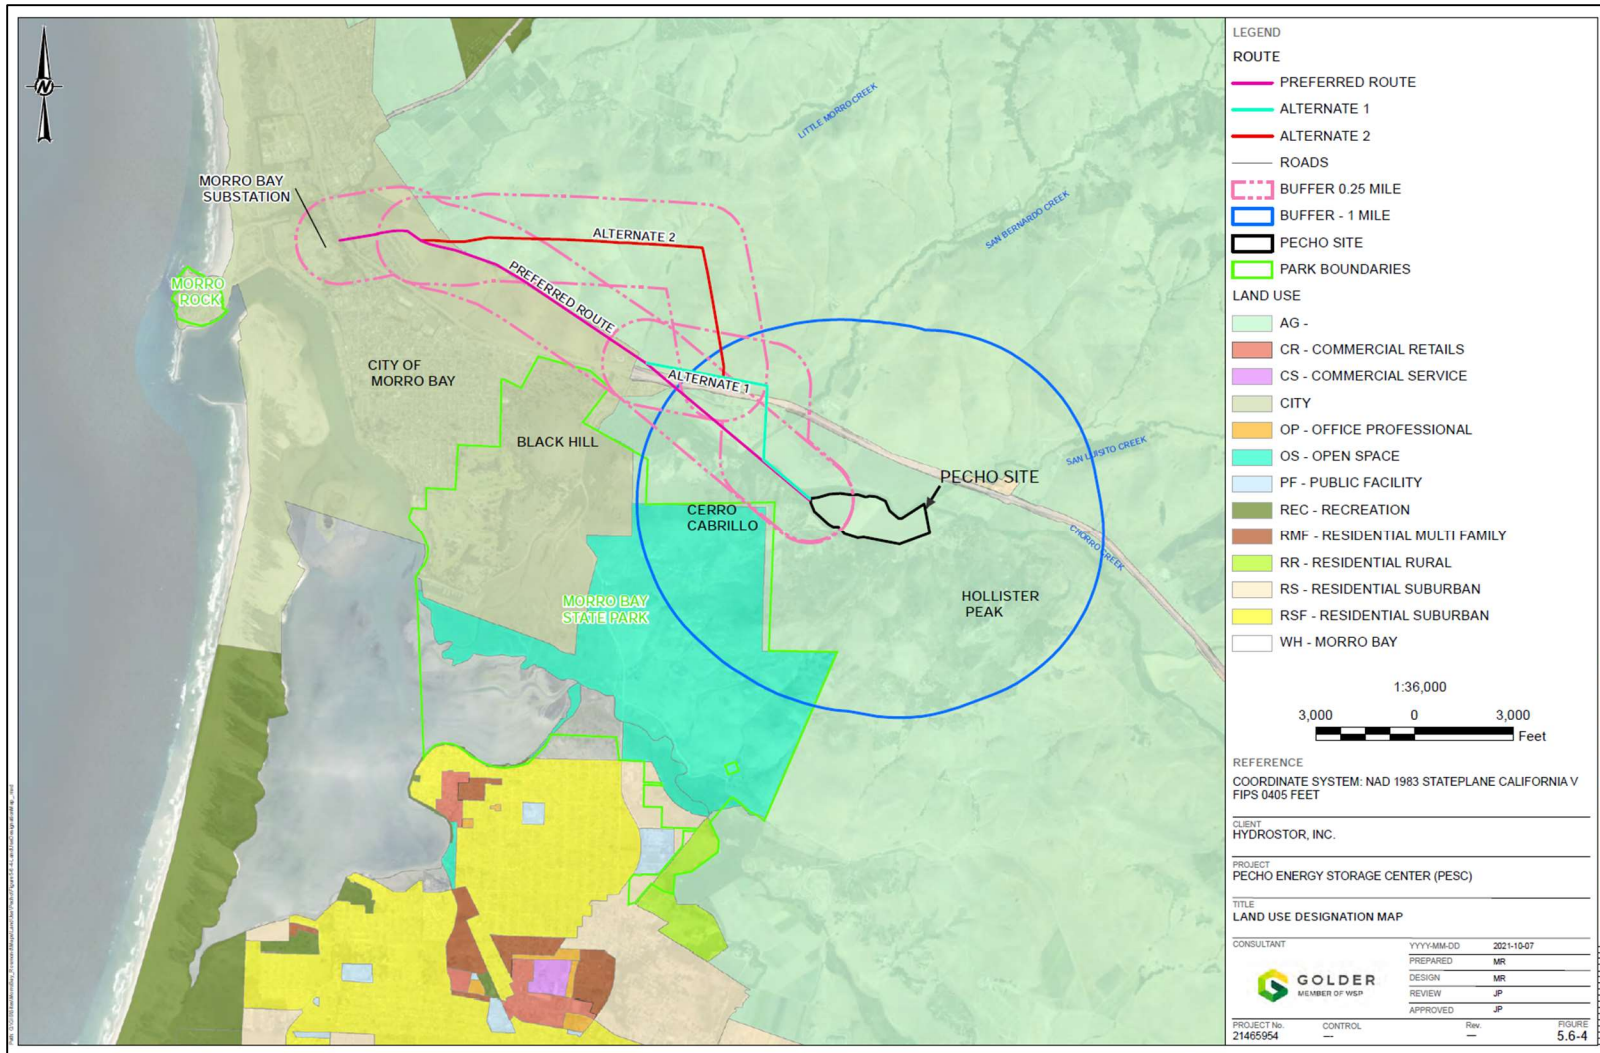 N
LITTLE MORRO CREEK
MORRO BAY
SUBSTATION
ALTERNATE 2
SAN BERNARDO CREEK
PREFERRED ROUTE
MORRO
ROCK
CITY OF
MORRO BAY
ALTERNATE 1
BLACK HILL
SAN LUISITO CREEK
PECHO SITE
CERRO
CABRILLO
CHORRO CREEK
HOLLISTER
PEAK
MORRO BAY
STATE PARK
LEGEND
ROUTE
PREFERRED ROUTE
ALTERNATE 1
ALTERNATE 2
ROADS
BUFFER 0.25 MILE
BUFFER - 1 MILE
PECHO SITE
PARK BOUNDARIES
LAND USE
AG -
CR - COMMERCIAL RETAILS
CS - COMMERCIAL SERVICE
CITY
OP - OFFICE PROFESSIONAL
OS - OPEN SPACE
PF - PUBLIC FACILITY
REC - RECREATION
RMF - RESIDENTIAL MULTI FAMILY
RR - RESIDENTIAL RURAL
RS - RESIDENTIAL SUBURBAN
RSF - RESIDENTIAL SUBURBAN
WH - MORRO BAY
1:36,000
3,000 0 3,000
Feet
REFERENCE
COORDINATE SYSTEM: NAD 1983 STATEPLANE CALIFORNIA V
FIPS 0405 FEET
CLIENT
HYDROSTOR, INC.
PROJECT
PECHO ENERGY STORAGE CENTER (PESC)
TITLE
LAND USE DESIGNATION MAP
CONSULTANT
GOLDER
MEMBER OF WSP
YYYY-MM-DD 2021-10-07
PREPARED MR
DESIGN MR
REVIEW JP
APPROVED JP
PROJECT No. CONTROL Rev. FIGURE
21465954 --- — 5.6-4